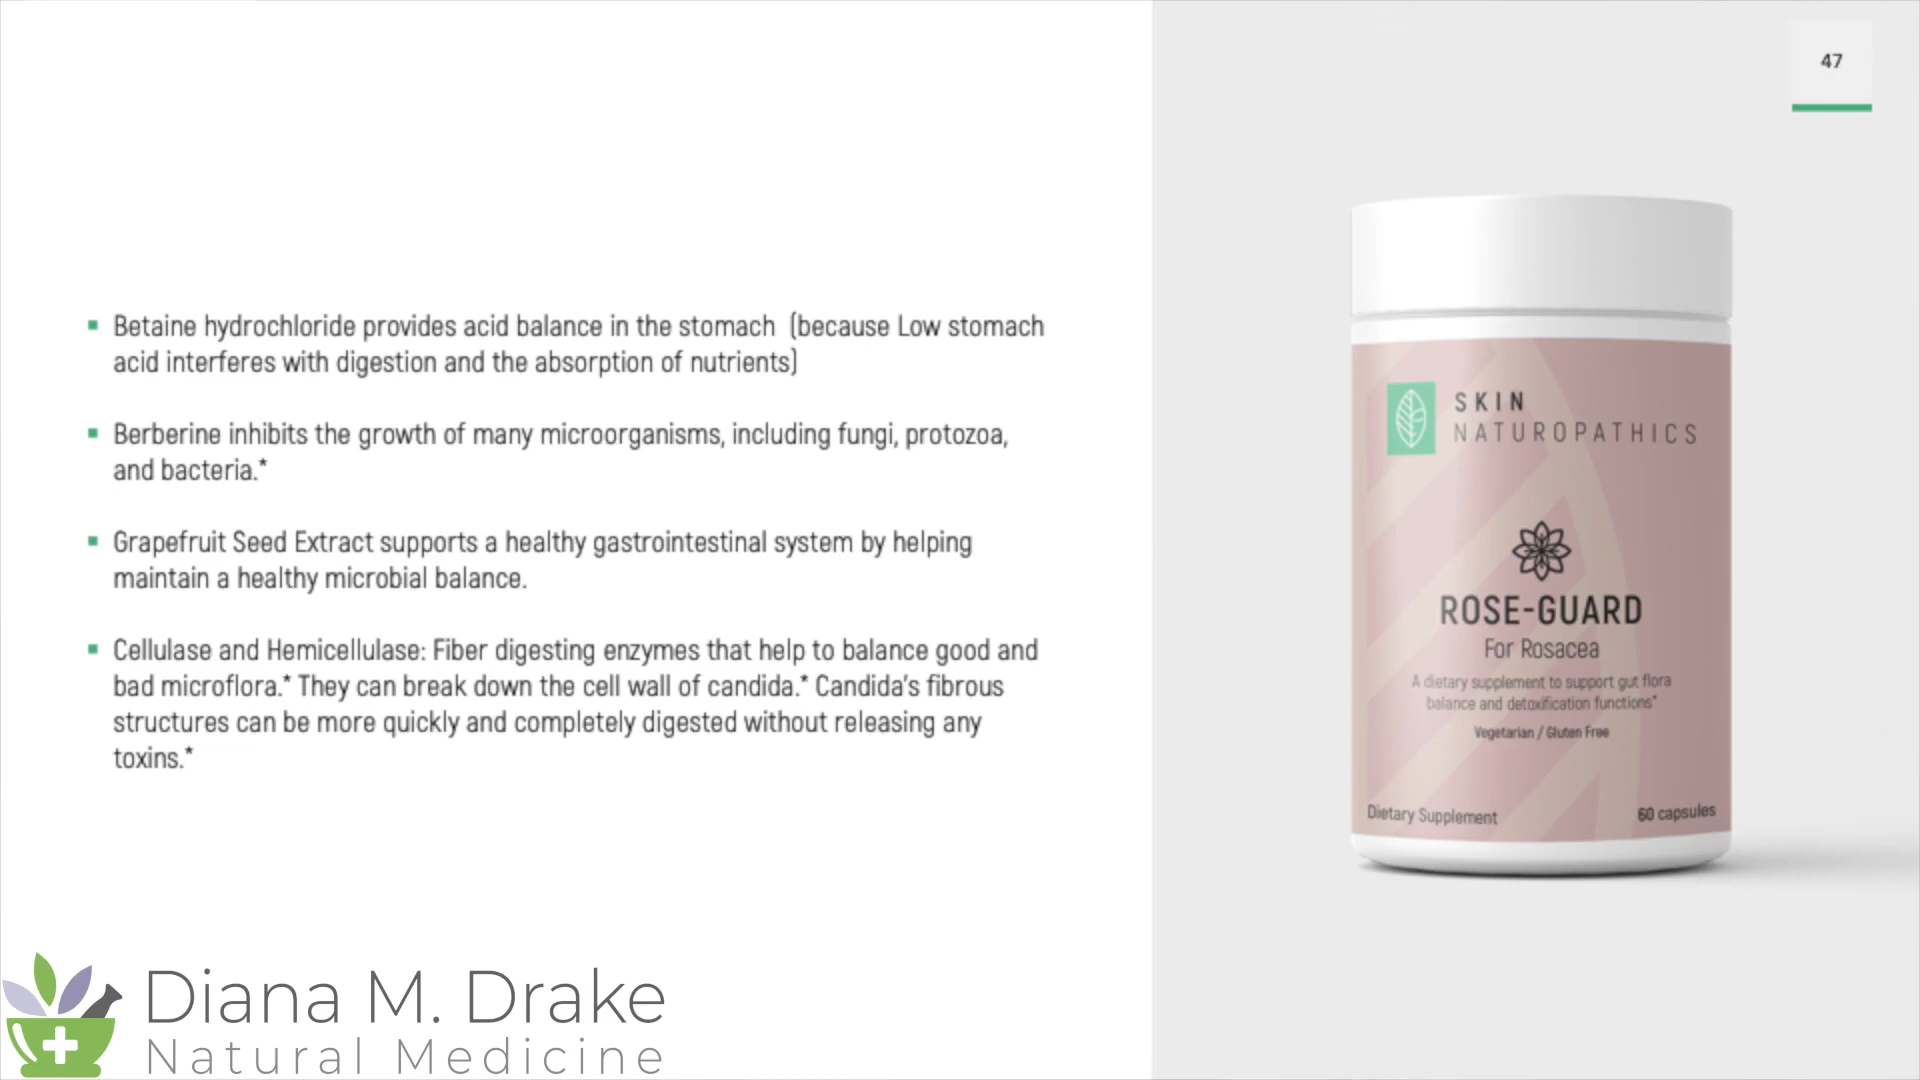 47
Betaine hydrochloride provides acid balance in the stomach (because Low stomach
acid interferes with digestion and the absorption of nutrients)
Berberine inhibits the growth of many microorganisms, including fungi, protozoa,
and bacteria.*
Grapefruit Seed Extract supports a healthy gastrointestinal system by helping
maintain a healthy microbial balance.
Cellulase and Hemicellulase: Fiber digesting enzymes that help to balance good and
bad microflora.* They can break down the cell wall of candida.* Candida's fibrous
structures can be more quickly and completely digested without releasing any
toxins.*
SKIN
NATUROPATHICS
ROSE-GUARD
For Rosacea
A dietary supplement to support gut flora
balance and detoxification functions*
Vegetarian / Gluten Free
Dietary Supplement
60 capsules
Diana M. Drake
Natural Medicine